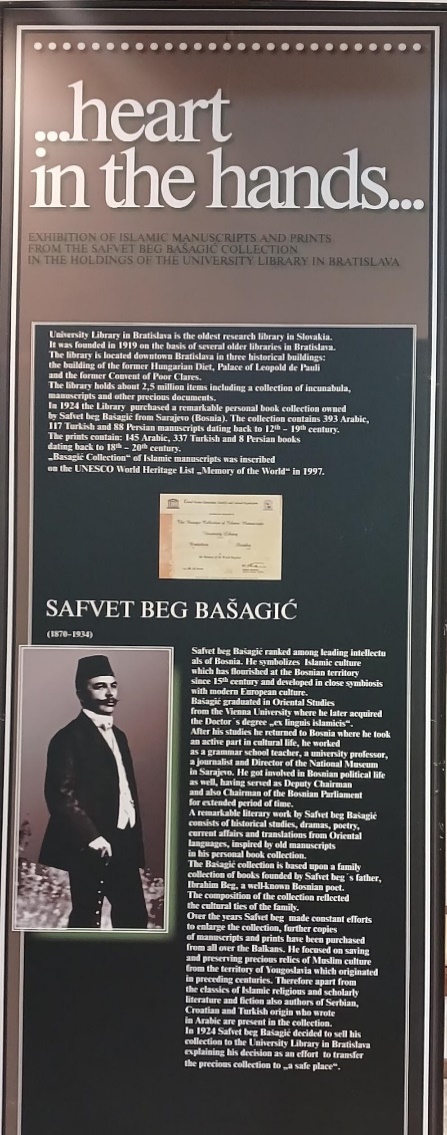 ...heart
in the hands...
EXHIBITION OF ISLAMIC MANUSCRIPTS AND PRINTS
FROM THE SAFVET BEG BAŠAGIĆ COLLECTION
IN THE HOLDINGS OF THE UNIVERSITY LIBRARY IN BRATISLAVA
University Library in Bratislava is the oldest research library in Slovakia.
It was founded in 1919 on the basis of several older libraries in Bratislava.
The library is located downtown Bratislava in three historical buildings:
the building of the former Hungarian Diet, Palace of Leopold de Pauli
and the former Convent of Poor Clares.
The library holds about 2,5 million items including a collection of incunabula,
manuscripts and other precious documents.
In 1924 the Library purchased a remarkable personal book collection owned
by Safvet beg Bašagić from Sarajevo (Bosnia). The collection contains 393 Arabic,
117 Turkish and 88 Persian manuscripts dating back to 12th – 19th century.
The prints contain: 145 Arabic, 337 Turkish and 8 Persian books
dating back to 18th – 20th century.
„Basagić Collection“ of Islamic manuscripts was inscribed
on the UNESCO World Heritage List „Memory of the World“ in 1997.
SAFVET BEG BAŠAGIĆ
(1870–1934)
Safvet beg Bašagić ranked among leading intellectu
als of Bosnia. He symbolizes Islamic culture
which has flourished at the Bosnian territory
since 15th century and developed in close symbiosis
with modern European culture.
Bašagić graduated in Oriental Studies
from the Vienna University where he later acquired
the Doctor´s degree „ex linguis islamicis“.
After his studies he returned to Bosnia where he took
an active part in cultural life, he worked
as a grammar school teacher, a university professor,
a journalist and Director of the National Museum
in Sarajevo. He got involved in Bosnian political life
as well, having served as Deputy Chairman
and also Chairman of the Bosnian Parliament
for extended period of time.
A remarkable literary work by Safvet beg Bašagić
consists of historical studies, dramas, poetry,
current affairs and translations from Oriental
languages, inspired by old manuscripts
in his personal book collection.
The Bašagić collection is based upon a family
collection of books founded by Safvet beg´s father,
Ibrahim Beg, a well-known Bosnian poet.
The composition of the collection reflected
the cultural ties of the family.
Over the years Safvet beg made constant efforts
to enlarge the collection, further copies
of manuscripts and prints have been purchased
from all over the Balkans. He focused on saving
and preserving precious relics of Muslim culture
from the territory of Yougoslavia which originated
in preceding centuries. Therefore apart from
the classics of Islamic religious and scholarly
literature and fiction also authors of Serbian,
Croatian and Turkish origin who wrote
in Arabic are present in the collection.
In 1924 Safvet beg Bašagić decided to sell his
collection to the University Library in Bratislava
explaining his decision as an effort to transfer
the precious collection to „a safe place“.